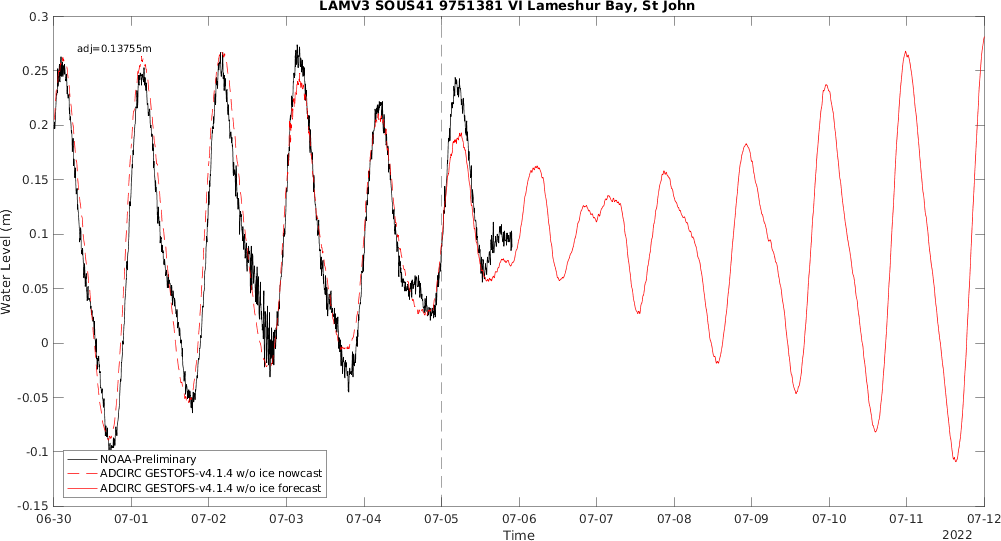 LAMV3 SOUS41 9751381 VI Lameshur Bay, St John
adj=0.13755m
0.3
0.25
0.2
0.15
0.1
0.05
0
-0.05
-0.1
-0.15
Water Level (m)
NOAA-Preliminary
ADCIRC GESTOFS-v4.1.4 w/o ice nowcast
ADCIRC GESTOFS-v4.1.4 w/o ice forecast
06-30 07-01 07-02 07-03 07-04 07-05 07-06 07-07 07-08 07-09 07-10 07-11 07-12
Time
2022